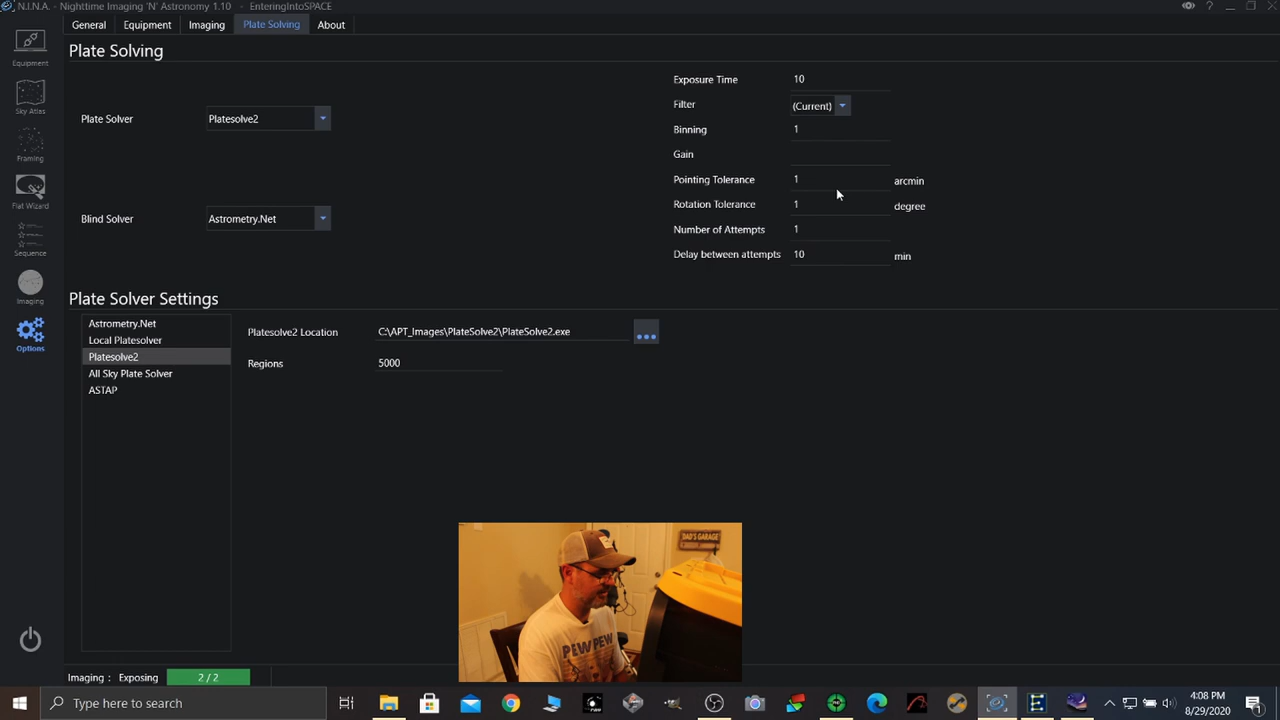 N.I.N.A. - Nighttime Imaging 'N' Astronomy 1.10 - EnteringIntoSPACE
General Equipment Imaging Plate Solving About
Equipment
Sky Atlas
Framing
Flat Wizard
Sequence
Imaging
Options
Plate Solving
Plate Solver Platesolve2
Blind Solver Astrometry.Net
Exposure Time 10
Filter (Current)
Binning 1
Gain
Pointing Tolerance 1 arcmin
Rotation Tolerance 1 degree
Number of Attempts 1
Delay between attempts 10 min
Plate Solver Settings
Astrometry.Net
Local Platesolver
Platesolve2
All Sky Plate Solver
ASTAP
Platesolve2 Location C:\APT_Images\PlateSolve2\PlateSolve2.exe
Regions 5000
DAD'S GARAGE
PEW PEW
Imaging : Exposing 2 / 2
Type here to search
4:08 PM
8/29/2020